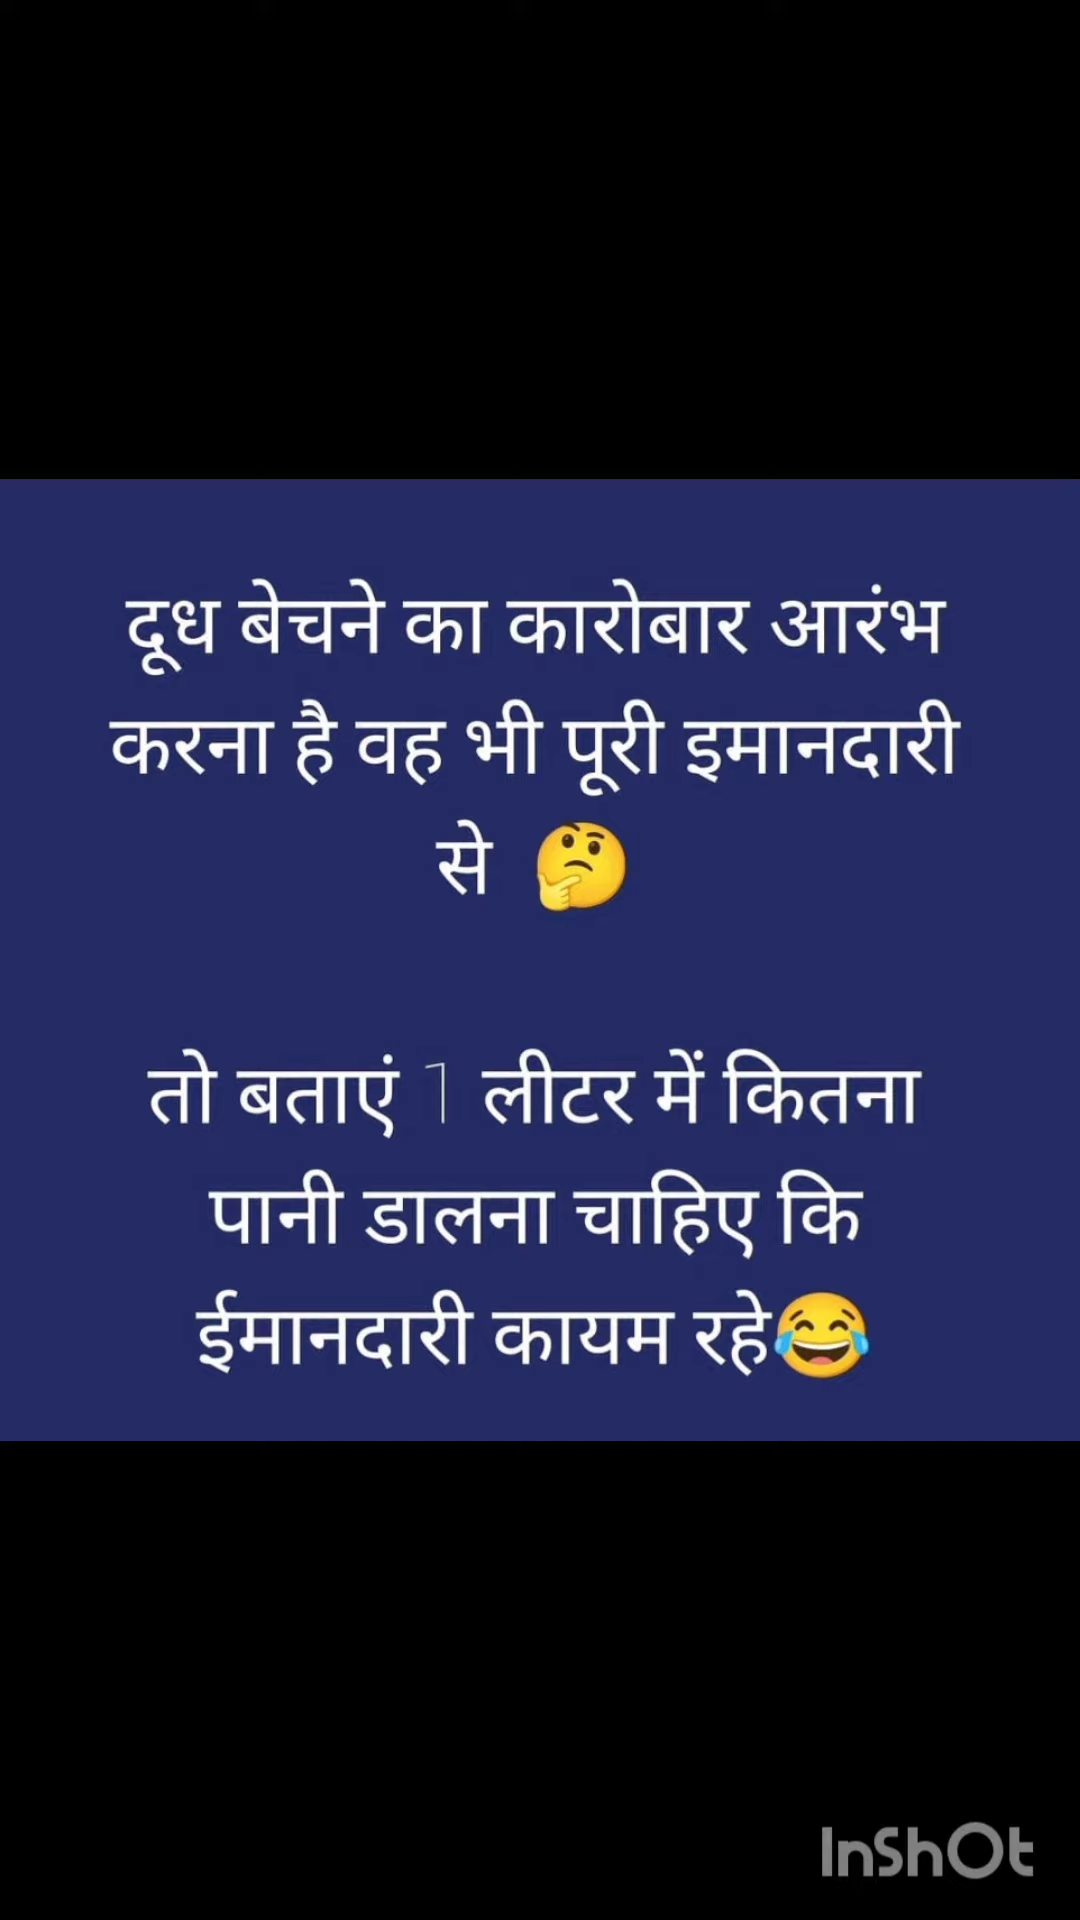 दूध बेचने का कारोबार आरंभ
करना है वह भी पूरी इमानदारी
से 🤔
तो बताएं 1 लीटर में कितना
पानी डालना चाहिए कि
ईमानदारी कायम रहे😂
InShOt